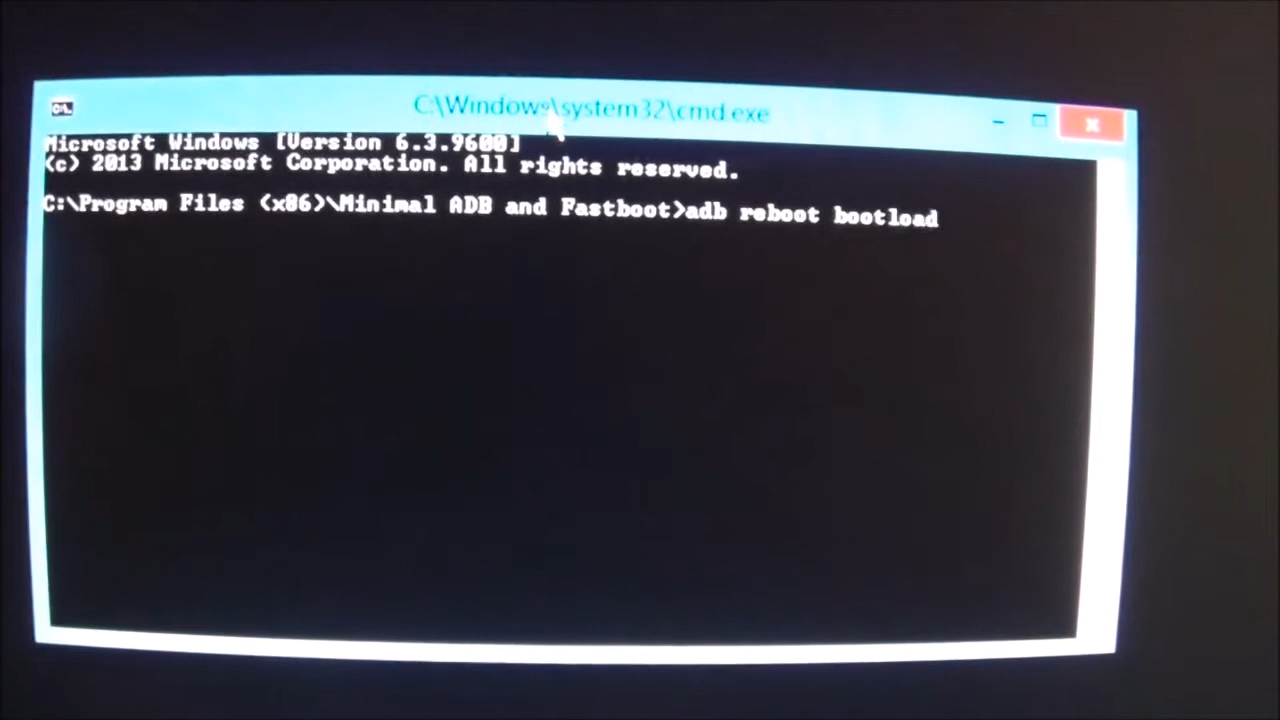 C:\Windows\system32\cmd.exe
Microsoft Windows [Version 6.3.9600]
(c) 2013 Microsoft Corporation. All rights reserved.
C:\Program Files (x86)\Minimal ADB and Fastboot>adb reboot bootload